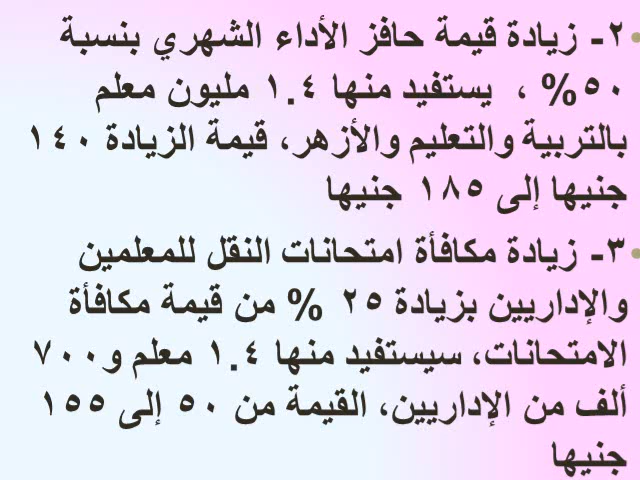 ٢- زيادة قيمة حافز الأداء الشهري بنسبة
٥٠% ، يستفيد منها ١.٤ مليون معلم
بالتربية والتعليم والأزهر، قيمة الزيادة ١٤٠
جنيها إلى ١٨٥ جنيها
٣- زيادة مكافأة امتحانات النقل للمعلمين
والإداريين بزيادة ٢٥ % من قيمة مكافأة
الامتحانات، سيستفيد منها ١.٤ معلم و٧٠٠
ألف من الإداريين، القيمة من ٥٠ إلى ١٥٥
جنيها